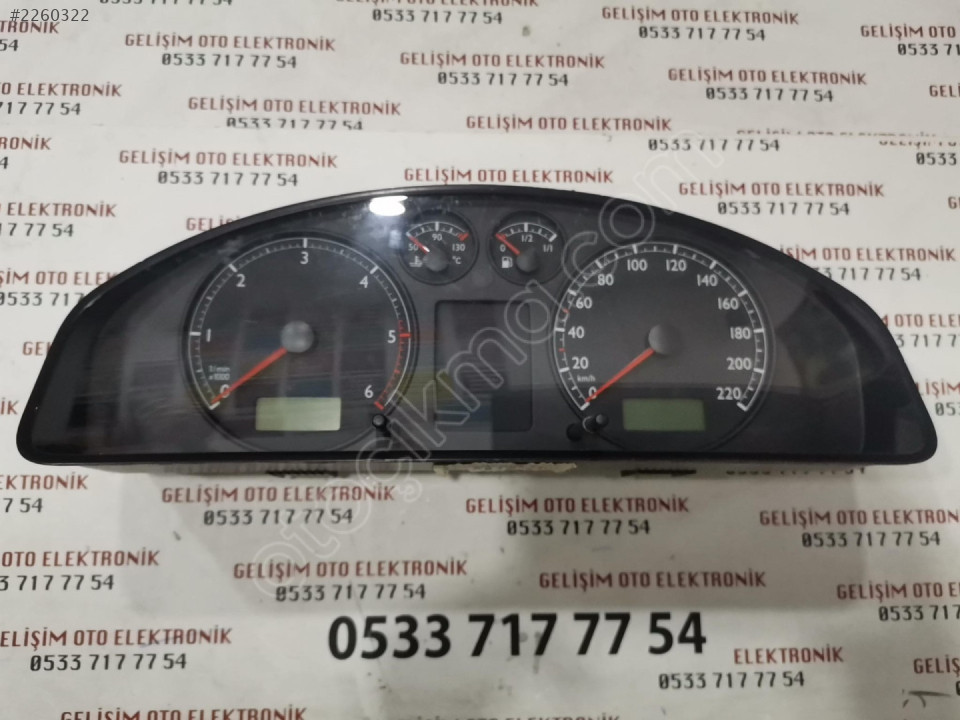 #2260322
GELİŞİM OTO ELEKTRONİK
0533 717 77 54
GELİŞİM OTO ELEKTRONİK
0533 717 77 54
GELİŞİM OTO ELEKTRONİK
0533 717 77 54
GELİŞİM OTO ELEKTRONİK
0533 717 77 54
GELİŞİM OTO ELEKTRONİK
0533 717 77 54
GELİŞİM OTO ELEKTRONİK
0533 717 77 54
GELİŞİM OTO ELEKTRONİK
0533 717 77 54
otocikmad.com
50 90 130 °C
0 1/2 1/1
0 1 2 3 4 5 6
1/min
x1000
0 20 40 60 80 100 120 140 160 180 200 220
km/h
GELİŞİM OTO ELEKTRONİK
0533 717 77 54
GELİŞİM OTO ELEKTRONİK
0533 717 77 54
GELİŞİM OTO ELEKTRONİK
0533 717 77 54
GELİŞİM OTO ELEKTRONİK
0533 717 77 54
GELİŞİM OTO ELEKTRONİK
0533 717 77 54
0533 717 77 54
ELEKTRONİK
0533 717 77 54
GELİŞİM OTO ELEKTRONİK